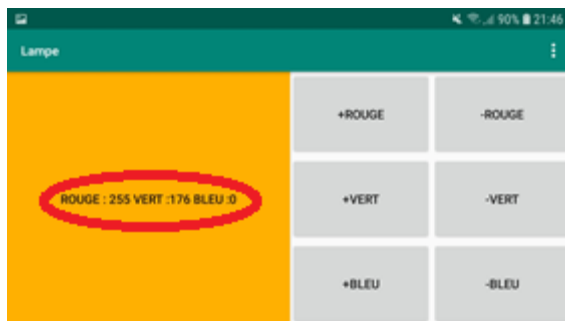 90% 21:46
Lampe
+ROUGE -ROUGE
ROUGE : 255 VERT :176 BLEU :0
+VERT -VERT
+BLEU -BLEU